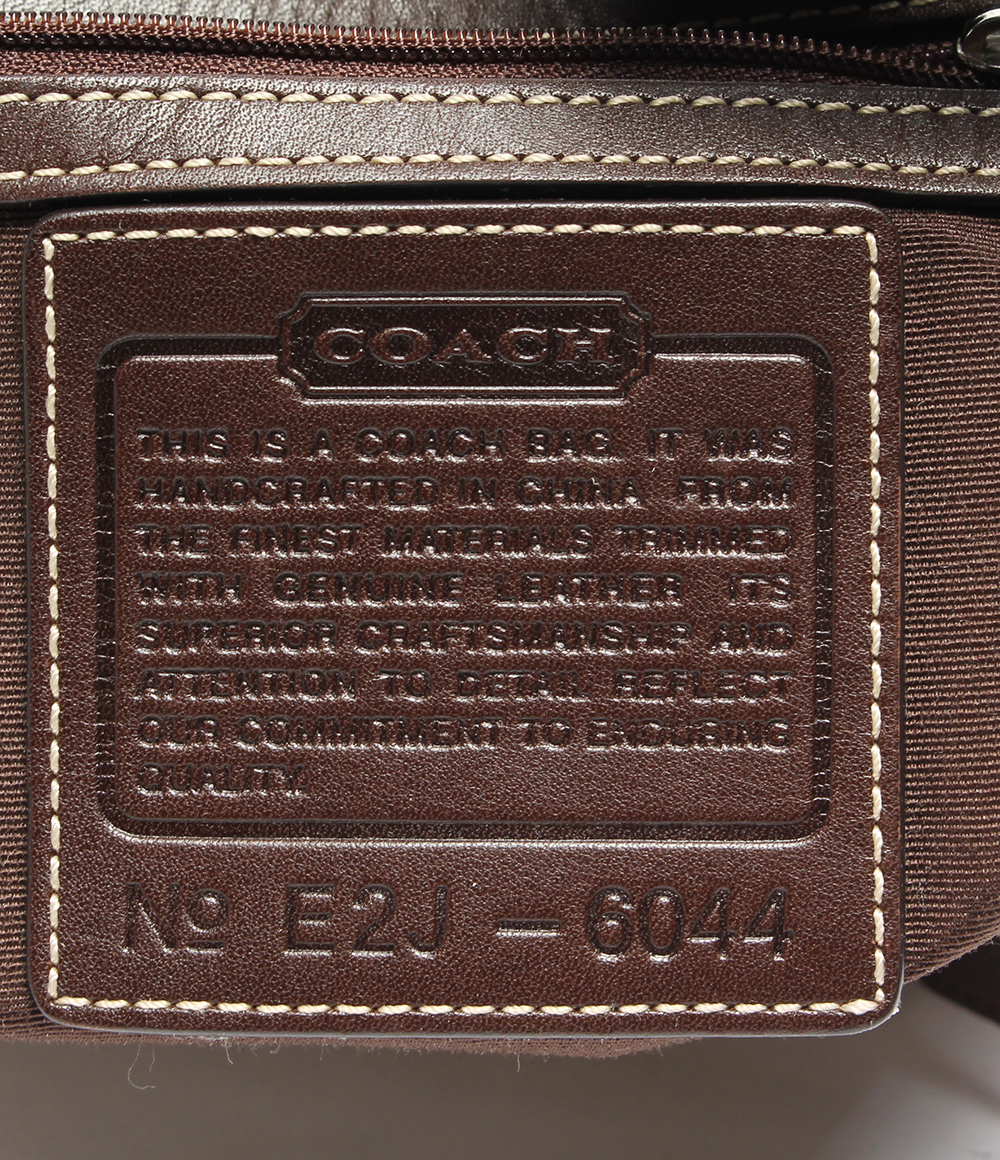 COACH
THIS IS A COACH BAG. IT WAS
HANDCRAFTED IN CHINA FROM
THE FINEST MATERIALS TRIMMED
WITH GENUINE LEATHER. ITS
SUPERIOR CRAFTSMANSHIP AND
ATTENTION TO DETAIL REFLECT
OUR COMMITMENT TO ENDURING
QUALITY.
No E2J - 6044